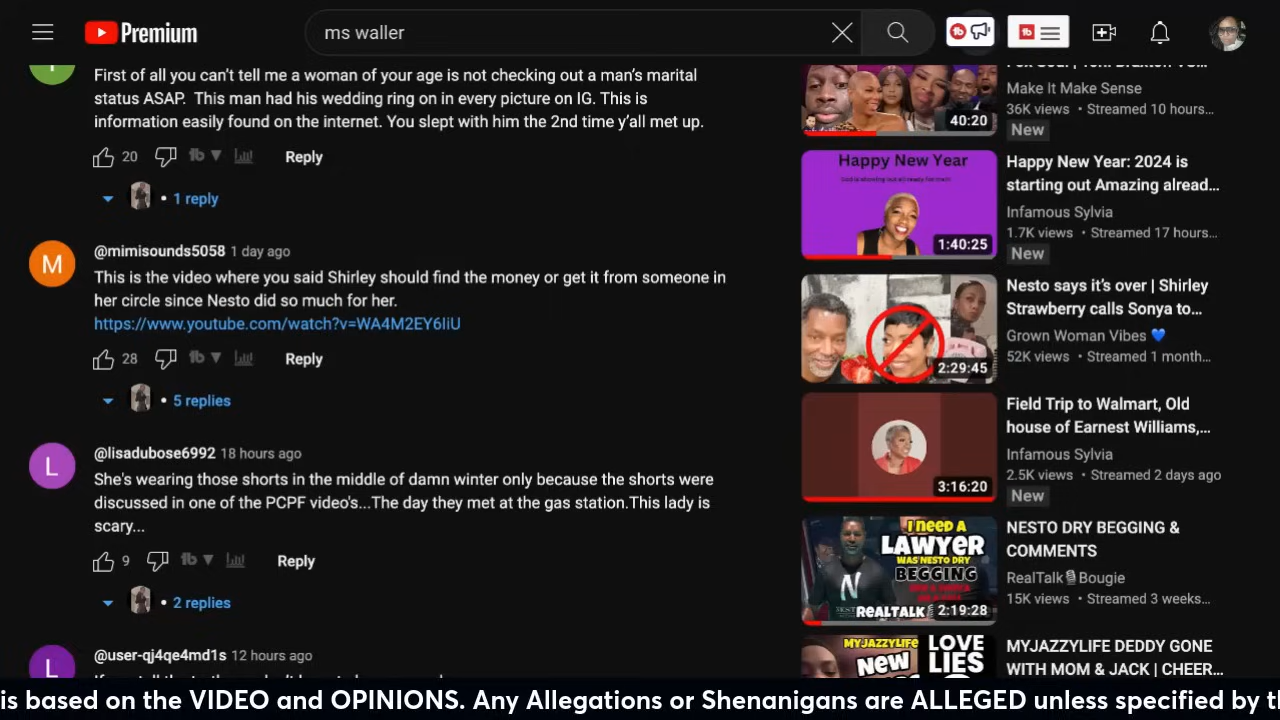 Premium
ms waller
First of all you can't tell me a woman of your age is not checking out a man's marital
status ASAP. This man had his wedding ring on in every picture on IG. This is
information easily found on the internet. You slept with him the 2nd time y'all met up.
20
Reply
• 1 reply
M
@mimisounds5058 1 day ago
This is the video where you said Shirley should find the money or get it from someone in
her circle since Nesto did so much for her.
https://www.youtube.com/watch?v=WA4M2EY6IiU
28
Reply
• 5 replies
L
@lisadubose6992 18 hours ago
She's wearing those shorts in the middle of damn winter only because the shorts were
discussed in one of the PCPF video's...The day they met at the gas station.This lady is
scary...
9
Reply
• 2 replies
L
12 hours ago
40:20
Make It Make Sense
36K views • Streamed 10 hours...
New
Happy New Year
1:40:25
Happy New Year: 2024 is
starting out Amazing alread...
Infamous Sylvia
1.7K views • Streamed 17 hours...
New
2:29:45
Nesto says it's over | Shirley
Strawberry calls Sonya to...
Grown Woman Vibes 💙
52K views • Streamed 1 month...
3:16:20
Field Trip to Walmart, Old
house of Earnest Williams,...
Infamous Sylvia
2.5K views • Streamed 2 days ago
New
I NEED A
LAWYER
WAS NESTO DRY
BEGGING
REALTALK
2:19:28
NESTO DRY BEGGING &
COMMENTS
RealTalk🎙Bougie
15K views • Streamed 3 weeks...
MYJAZZYLIFE
NEW
LOVE
LIES
MYJAZZYLIFE DEDDY GONE
WITH MOM & JACK | CHEER...
is based on the VIDEO and OPINIONS. Any Allegations or Shenanigans are ALLEGED unless specified by